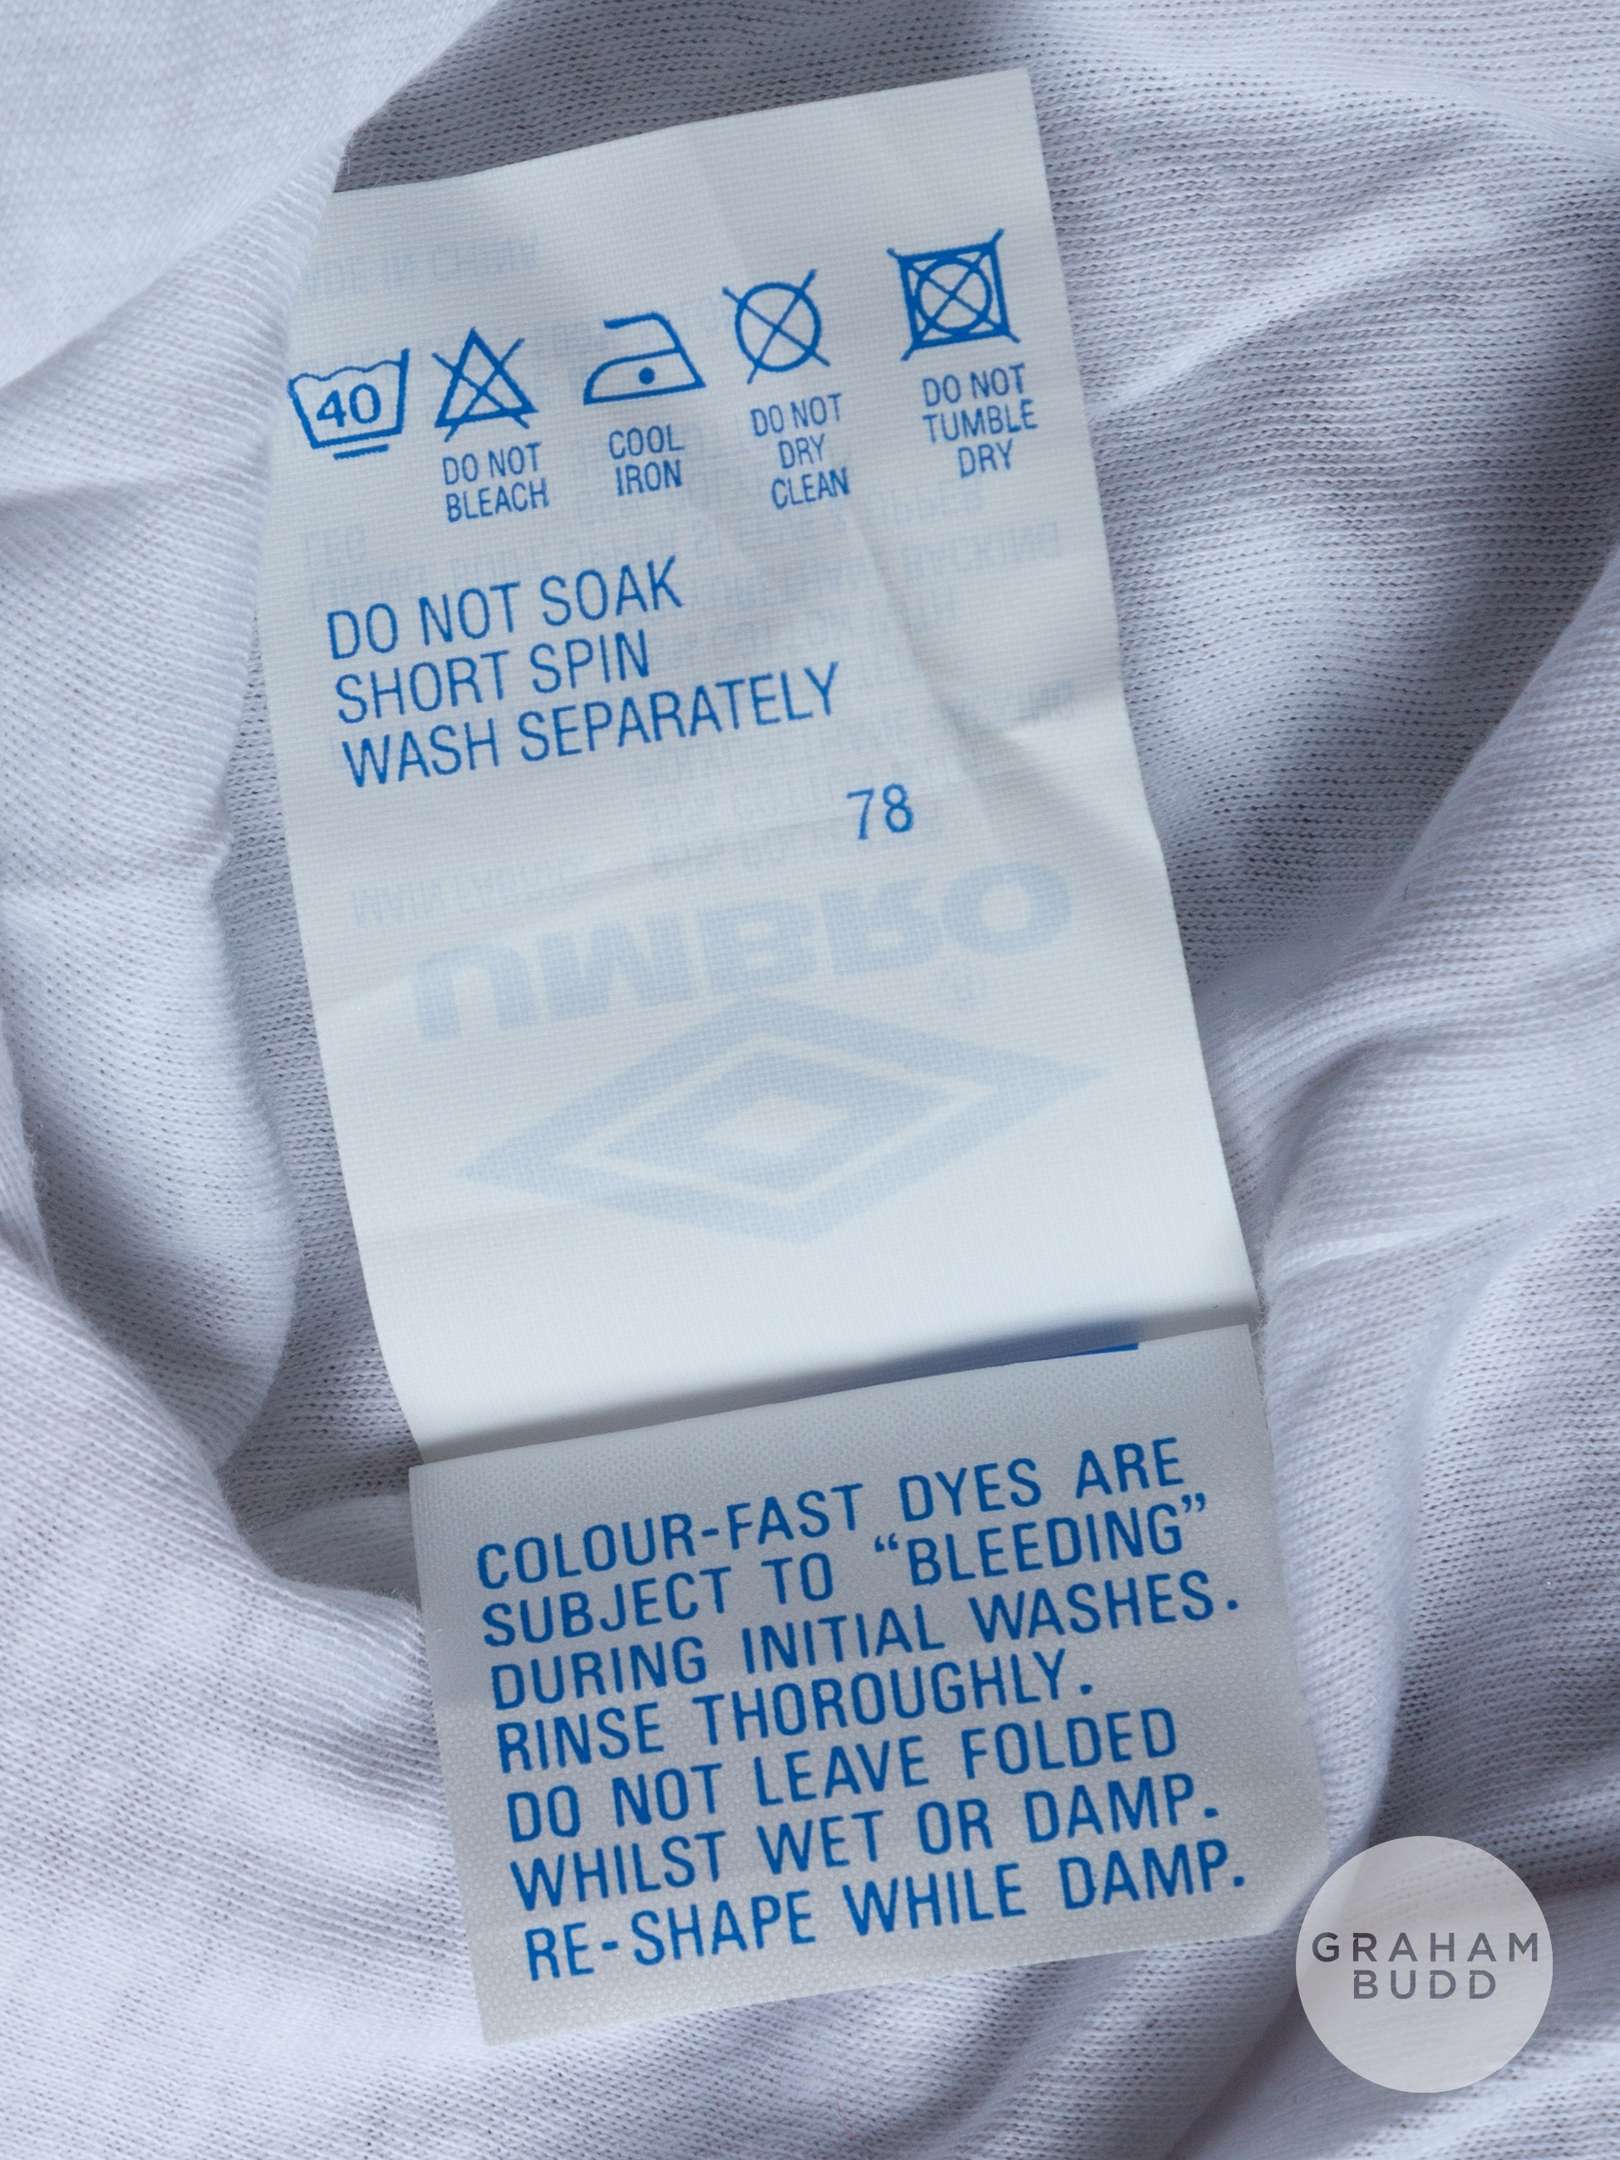 40
DO NOT
BLEACH
COOL
IRON
DO NOT
DRY
CLEAN
DO NOT
TUMBLE
DRY
DO NOT SOAK
SHORT SPIN
WASH SEPARATELY
78
UMBRO
COLOUR-FAST DYES ARE
SUBJECT TO “BLEEDING”
DURING INITIAL WASHES.
RINSE THOROUGHLY.
DO NOT LEAVE FOLDED
WHILST WET OR DAMP.
RE-SHAPE WHILE DAMP.
GRAHAM
BUDD